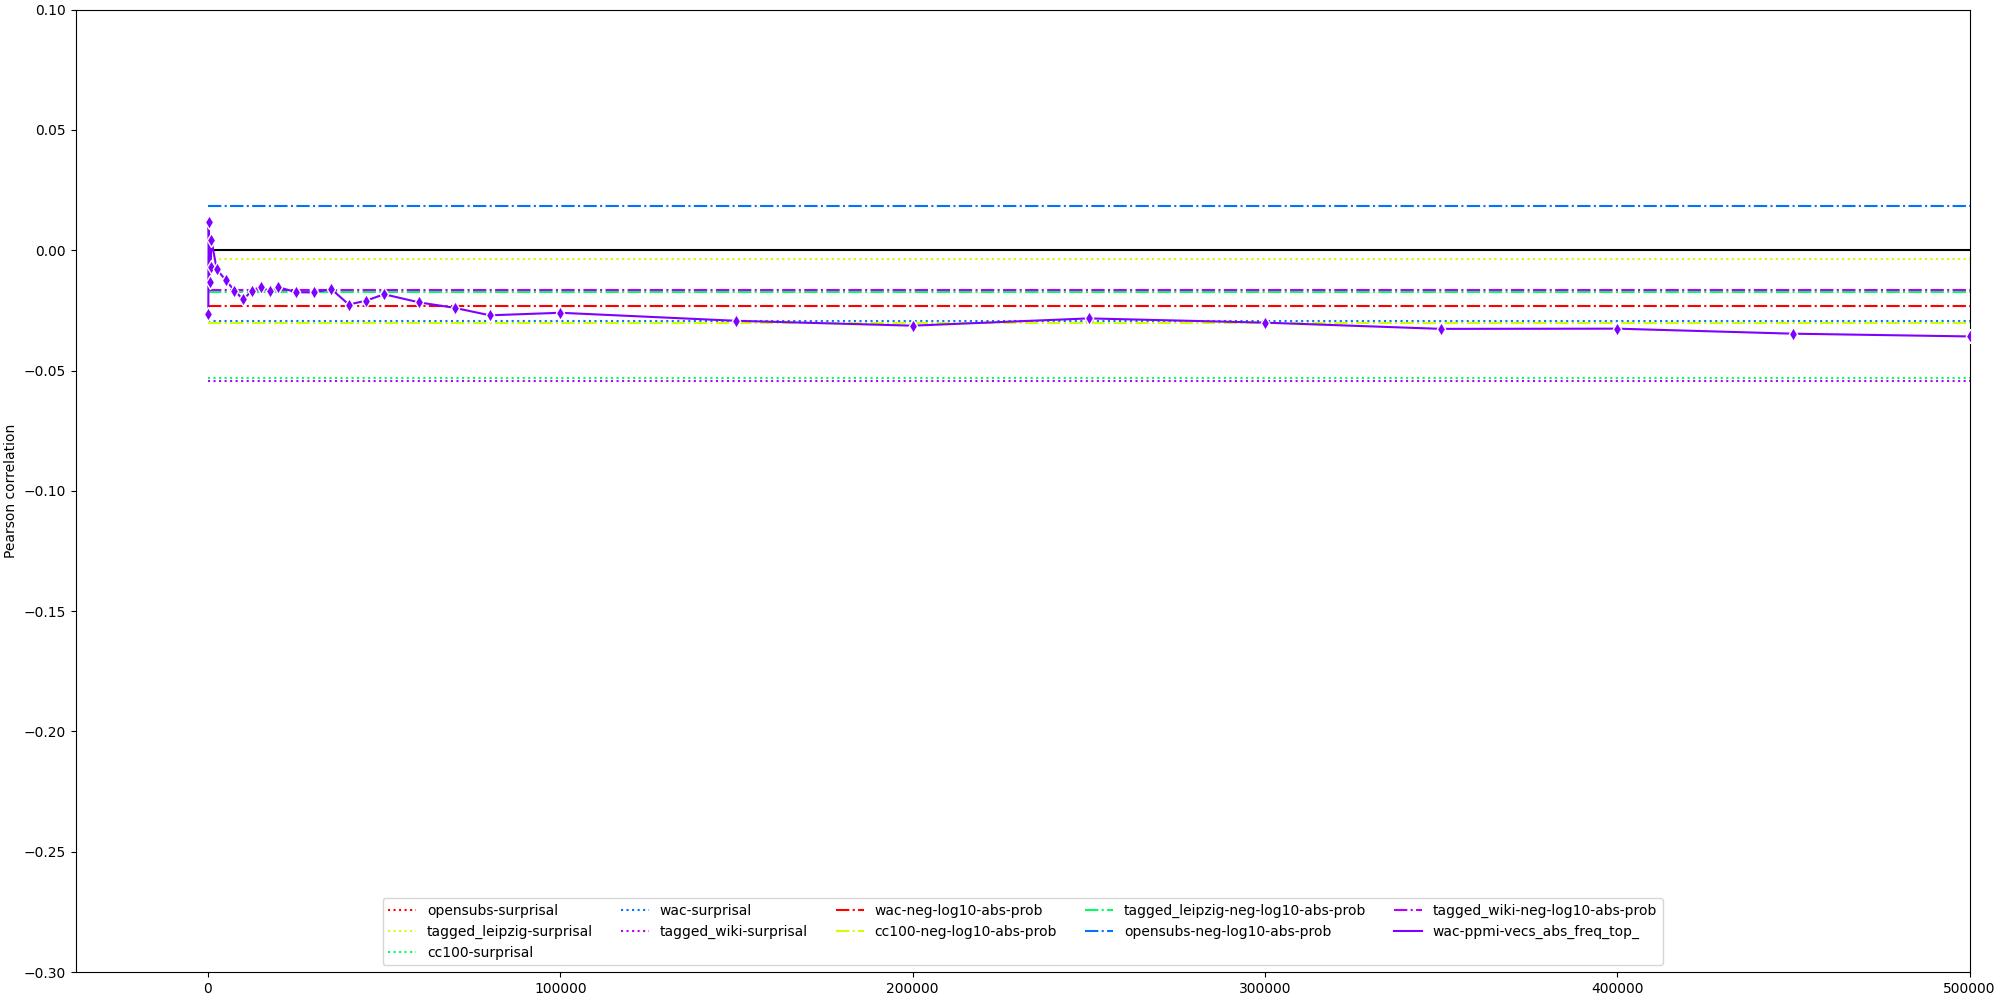 0.10
0.05
0.00
−0.05
−0.10
−0.15
−0.20
−0.25
−0.30
Pearson correlation
0 100000 200000 300000 400000 500000
opensubs-surprisal wac-surprisal wac-neg-log10-abs-prob tagged_leipzig-neg-log10-abs-prob tagged_wiki-neg-log10-abs-prob
tagged_leipzig-surprisal tagged_wiki-surprisal cc100-neg-log10-abs-prob opensubs-neg-log10-abs-prob wac-ppmi-vecs_abs_freq_top_
cc100-surprisal